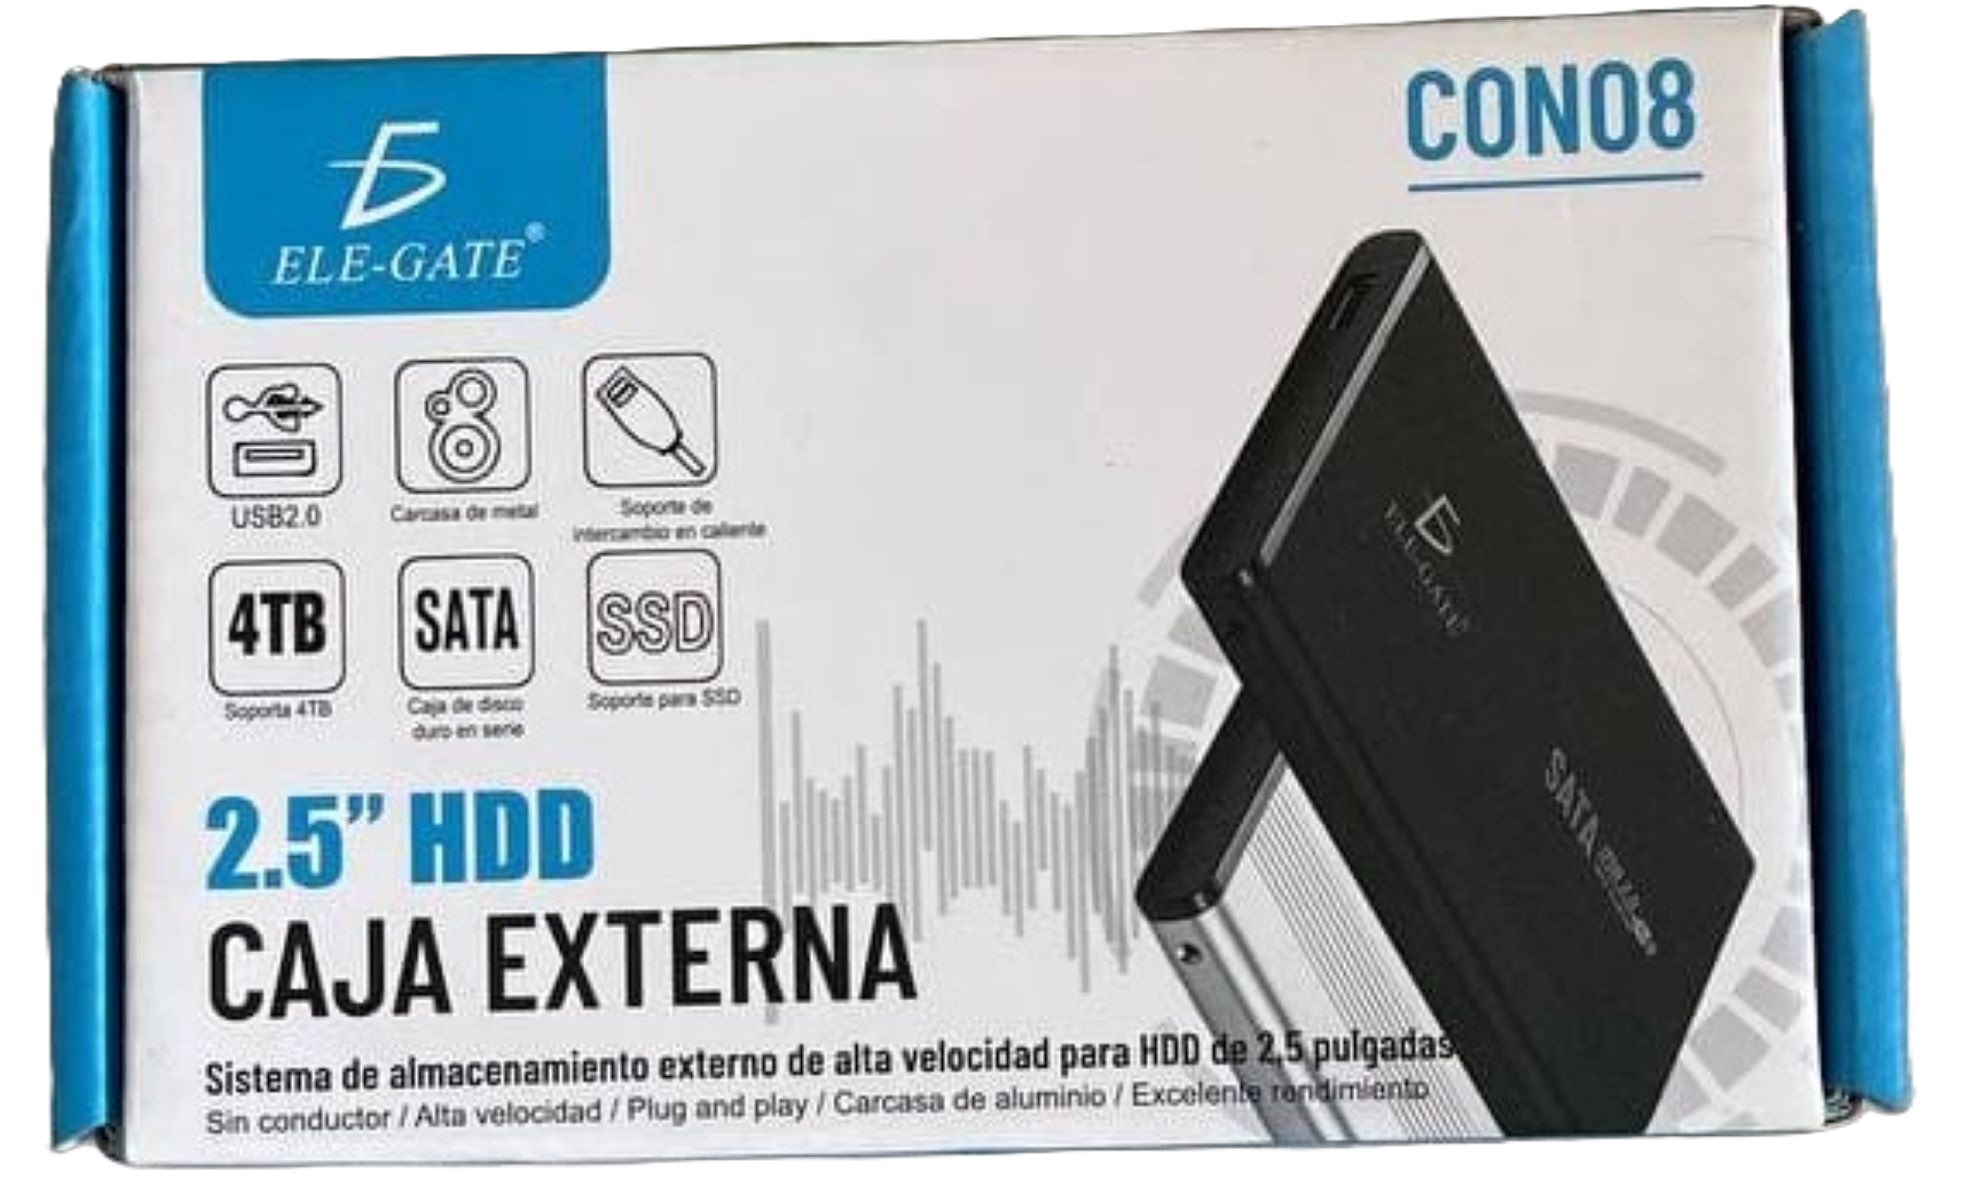 ELE-GATE®
CON08
USB2.0
Carcasa de metal
Soporte de
intercambio en caliente
4TB
Soporta 4TB
SATA
Caja de disco
duro en serie
SSD
Soporte para SSD
ELE-GATE
SATA
2.5” HDD
CAJA EXTERNA
Sistema de almacenamiento externo de alta velocidad para HDD de 2,5 pulgadas
Sin conductor / Alta velocidad / Plug and play / Carcasa de aluminio / Excelente rendimiento